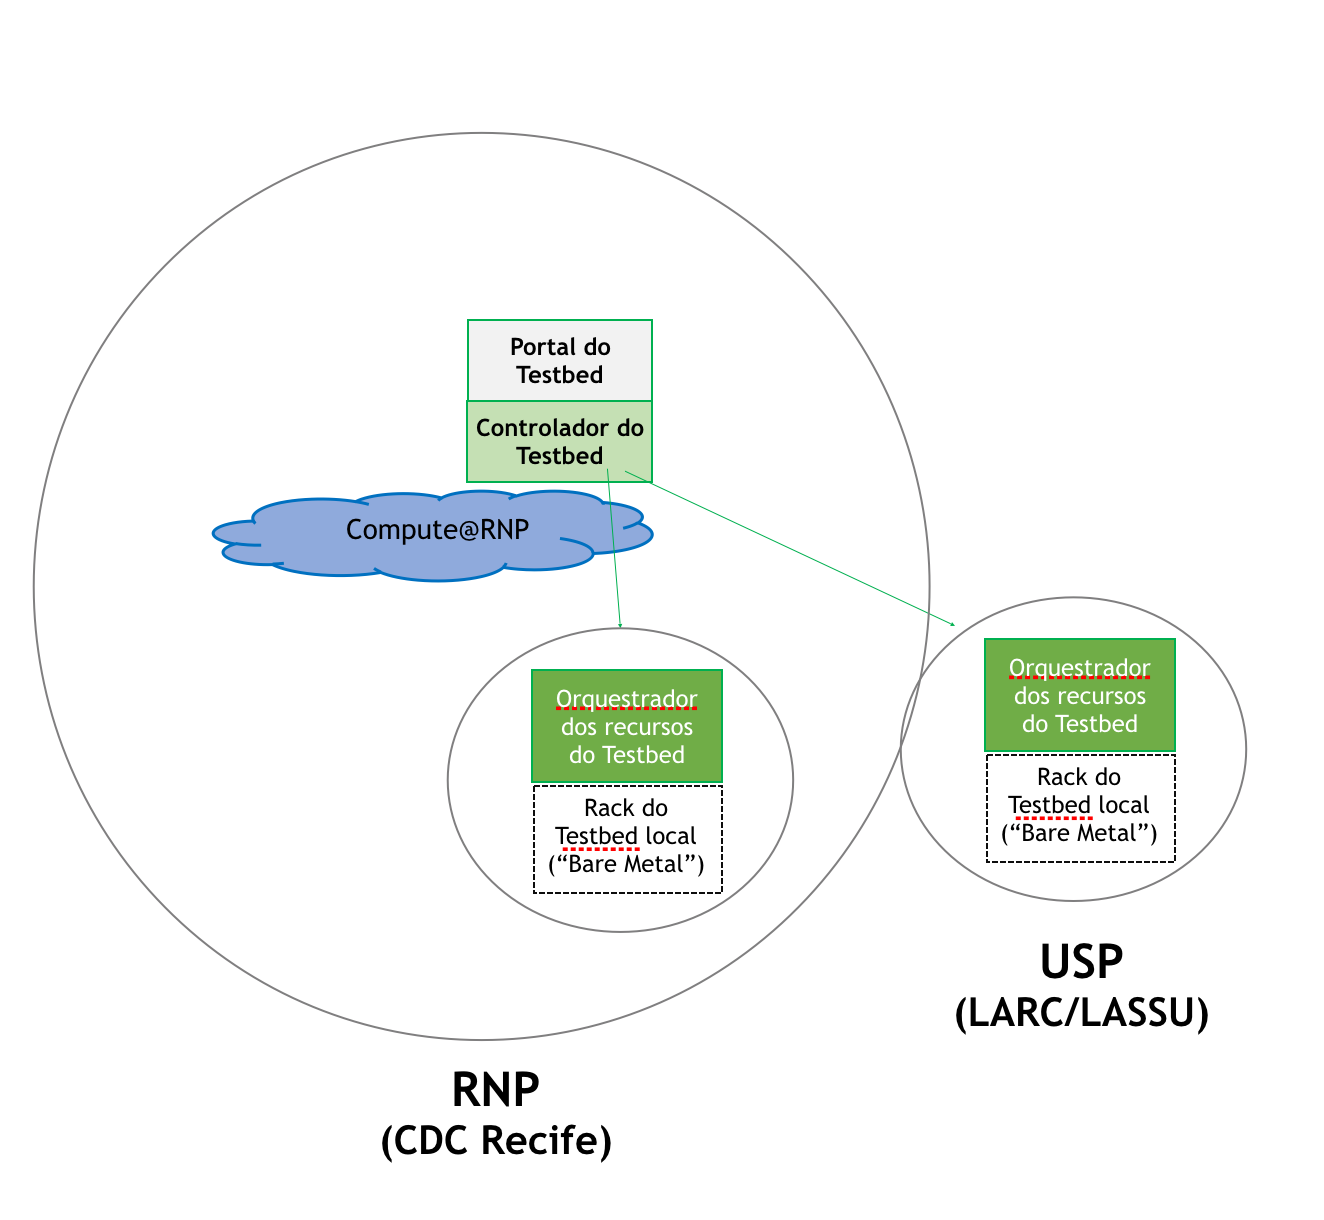 Portal do
Testbed
Controlador do
Testbed
Compute@RNP
Orquestrador
dos recursos
do Testbed
Rack do
Testbed local
(“Bare Metal”)
Orquestrador
dos recursos
do Testbed
Rack do
Testbed local
(“Bare Metal”)
USP
(LARC/LASSU)
RNP
(CDC Recife)